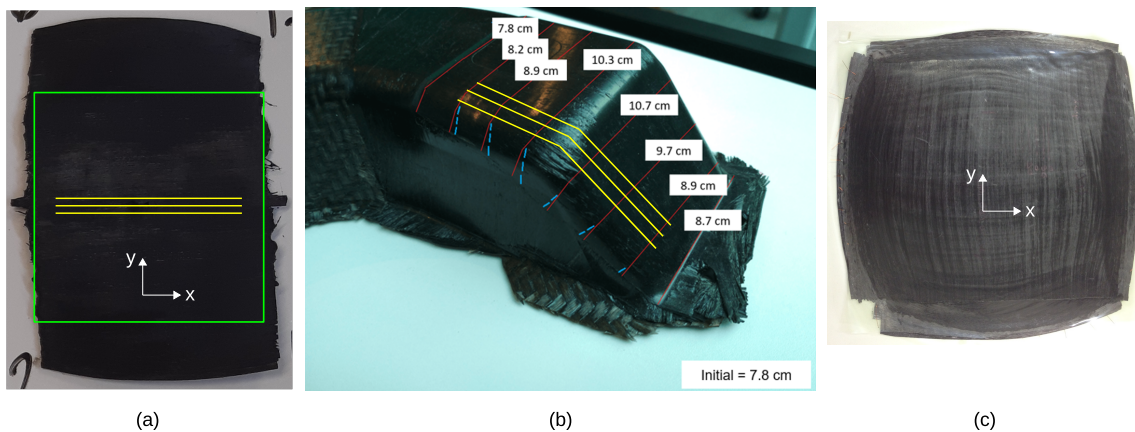 y
x
(a)
7.8 cm
8.2 cm
8.9 cm
10.3 cm
10.7 cm
9.7 cm
8.9 cm
8.7 cm
Initial = 7.8 cm
(b)
y
x
(c)